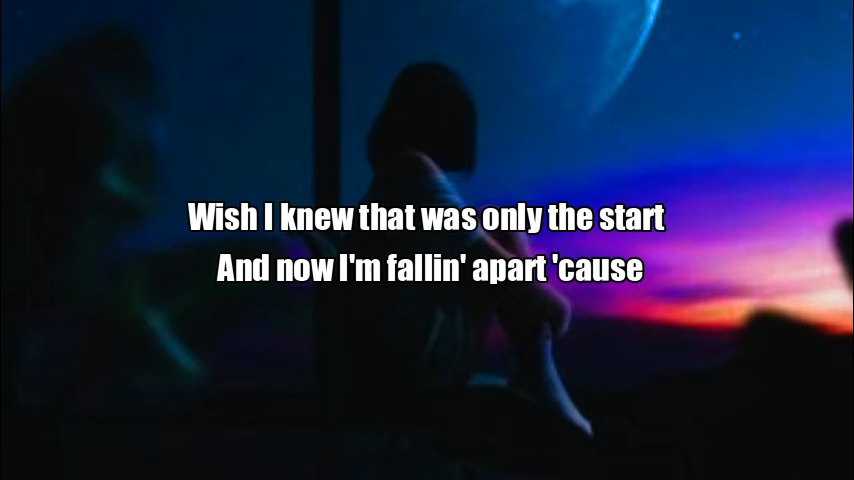 Wish I knew that was only the start
And now I'm fallin' apart 'cause